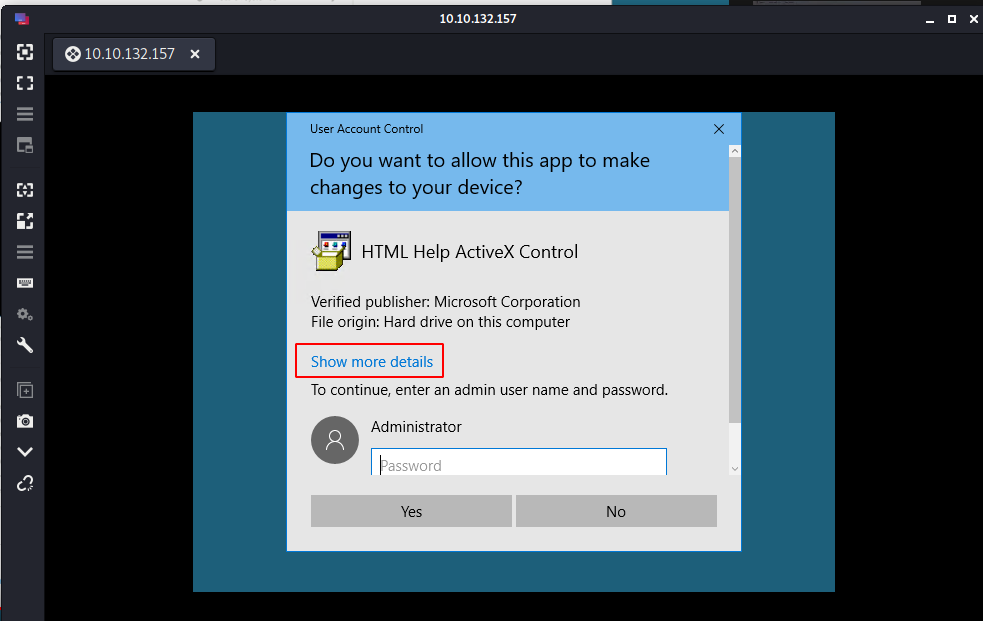 10.10.132.157
10.10.132.157
User Account Control
Do you want to allow this app to make
changes to your device?
HTML Help ActiveX Control
Verified publisher: Microsoft Corporation
File origin: Hard drive on this computer
Show more details
To continue, enter an admin user name and password.
Administrator
Password
Yes
No